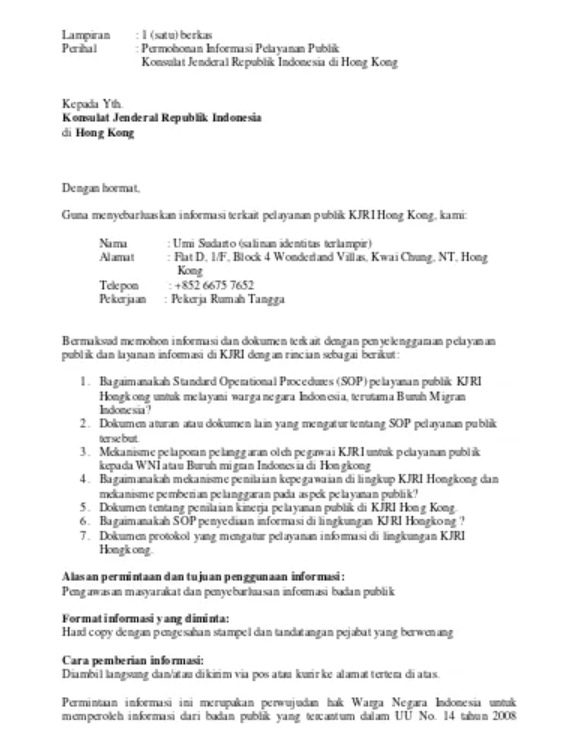 Lampiran : 1 (satu) berkas
Perihal : Permohonan Informasi Pelayanan Publik
Konsulat Jenderal Republik Indonesia di Hong Kong
Kepada Yth.
Konsulat Jenderal Republik Indonesia
di Hong Kong
Dengan hormat,
Guna menyebarluaskan informasi terkait pelayanan publik KJRI Hong Kong, kami:
Nama : Umi Sudarto (salinan identitas terlampir)
Alamat : Flat D, 1/F, Block 4 Wonderland Villas, Kwai Chung, NT, Hong
Kong
Telepon : +852 6675 7652
Pekerjaan : Pekerja Rumah Tangga
Bermaksud memohon informasi dan dokumen terkait dengan penyelenggaraan pelayanan
publik dan layanan informasi di KJRI dengan rincian sebagai berikut:
1. Bagaimanakah Standard Operational Procedures (SOP) pelayanan publik KJRI
Hongkong untuk melayani warga negara Indonesia, terutama Buruh Migran
Indonesia?
2. Dokumen aturan atau dokumen lain yang mengatur tentang SOP pelayanan publik
tersebut.
3. Mekanisme pelaporan pelanggaran oleh pegawai KJRI untuk pelayanan publik
kepada WNI atau Buruh migran Indonesia di Hongkong
4. Bagaimanakah mekanisme penilaian kepegawaian di lingkup KJRI Hongkong dan
mekanisme pemberian pelanggaran pada aspek pelayanan publik?
5. Dokumen tentang penilaian kinerja pelayanan publik di KJRI Hong Kong.
6. Bagaimanakah SOP penyediaan informasi di lingkungan KJRI Hongkong ?
7. Dokumen protokol yang mengatur pelayanan informasi di lingkungan KJRI
Hongkong.
Alasan permintaan dan tujuan penggunaan informasi:
Pengawasan masyarakat dan penyebarluasan informasi badan publik
Format informasi yang diminta:
Hard copy dengan pengesahan stampel dan tandatangan pejabat yang berwenang
Cara pemberian informasi:
Diambil langsung dan/atau dikirim via pos atau kurir ke alamat tertera di atas.
Permintaan informasi ini merupakan perwujudan hak Warga Negara Indonesia untuk
memperoleh informasi dari badan publik yang tercantum dalam UU No. 14 tahun 2008